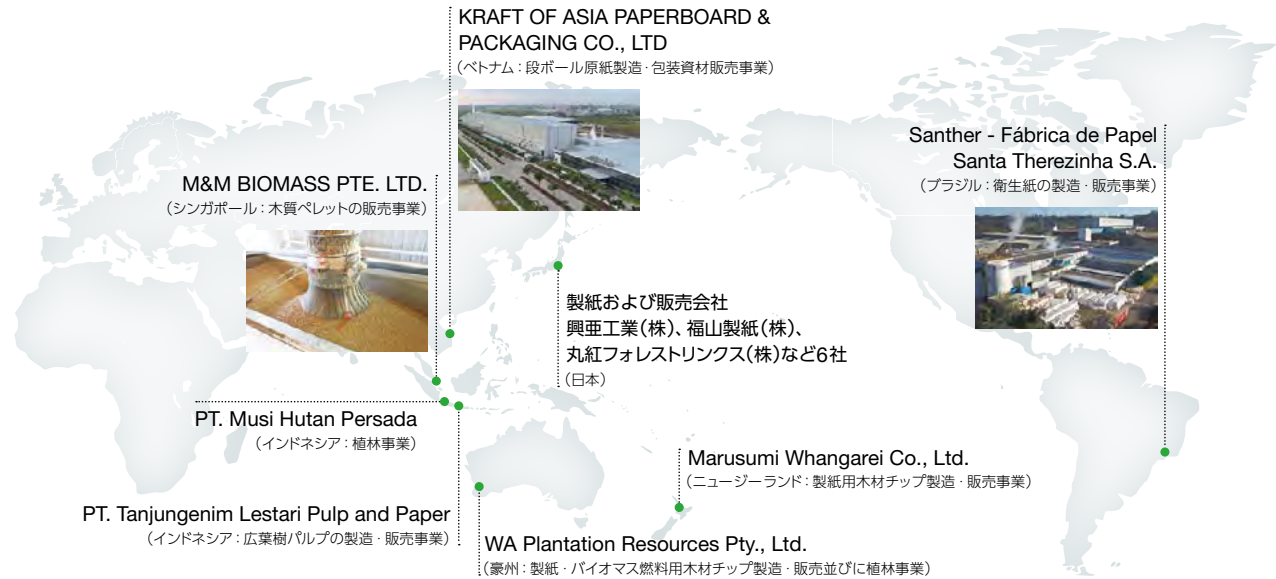 KRAFT OF ASIA PAPERBOARD &
PACKAGING CO., LTD
（ベトナム：段ボール原紙製造・包装資材販売事業）
Santher - Fábrica de Papel
Santa Therezinha S.A.
（ブラジル：衛生紙の製造・販売事業）
M&M BIOMASS PTE. LTD.
（シンガポール：木質ペレットの販売事業）
製紙および販売会社
興亜工業（株）、福山製紙（株）、
丸紅フォレストリンクス（株）など6社
（日本）
PT. Musi Hutan Persada
（インドネシア：植林事業）
Marusumi Whangarei Co., Ltd.
（ニュージーランド：製紙用木材チップ製造・販売事業）
PT. Tanjungenim Lestari Pulp and Paper
（インドネシア：広葉樹パルプの製造・販売事業）
WA Plantation Resources Pty., Ltd.
（豪州：製紙・バイオマス燃料用木材チップ製造・販売並びに植林事業）